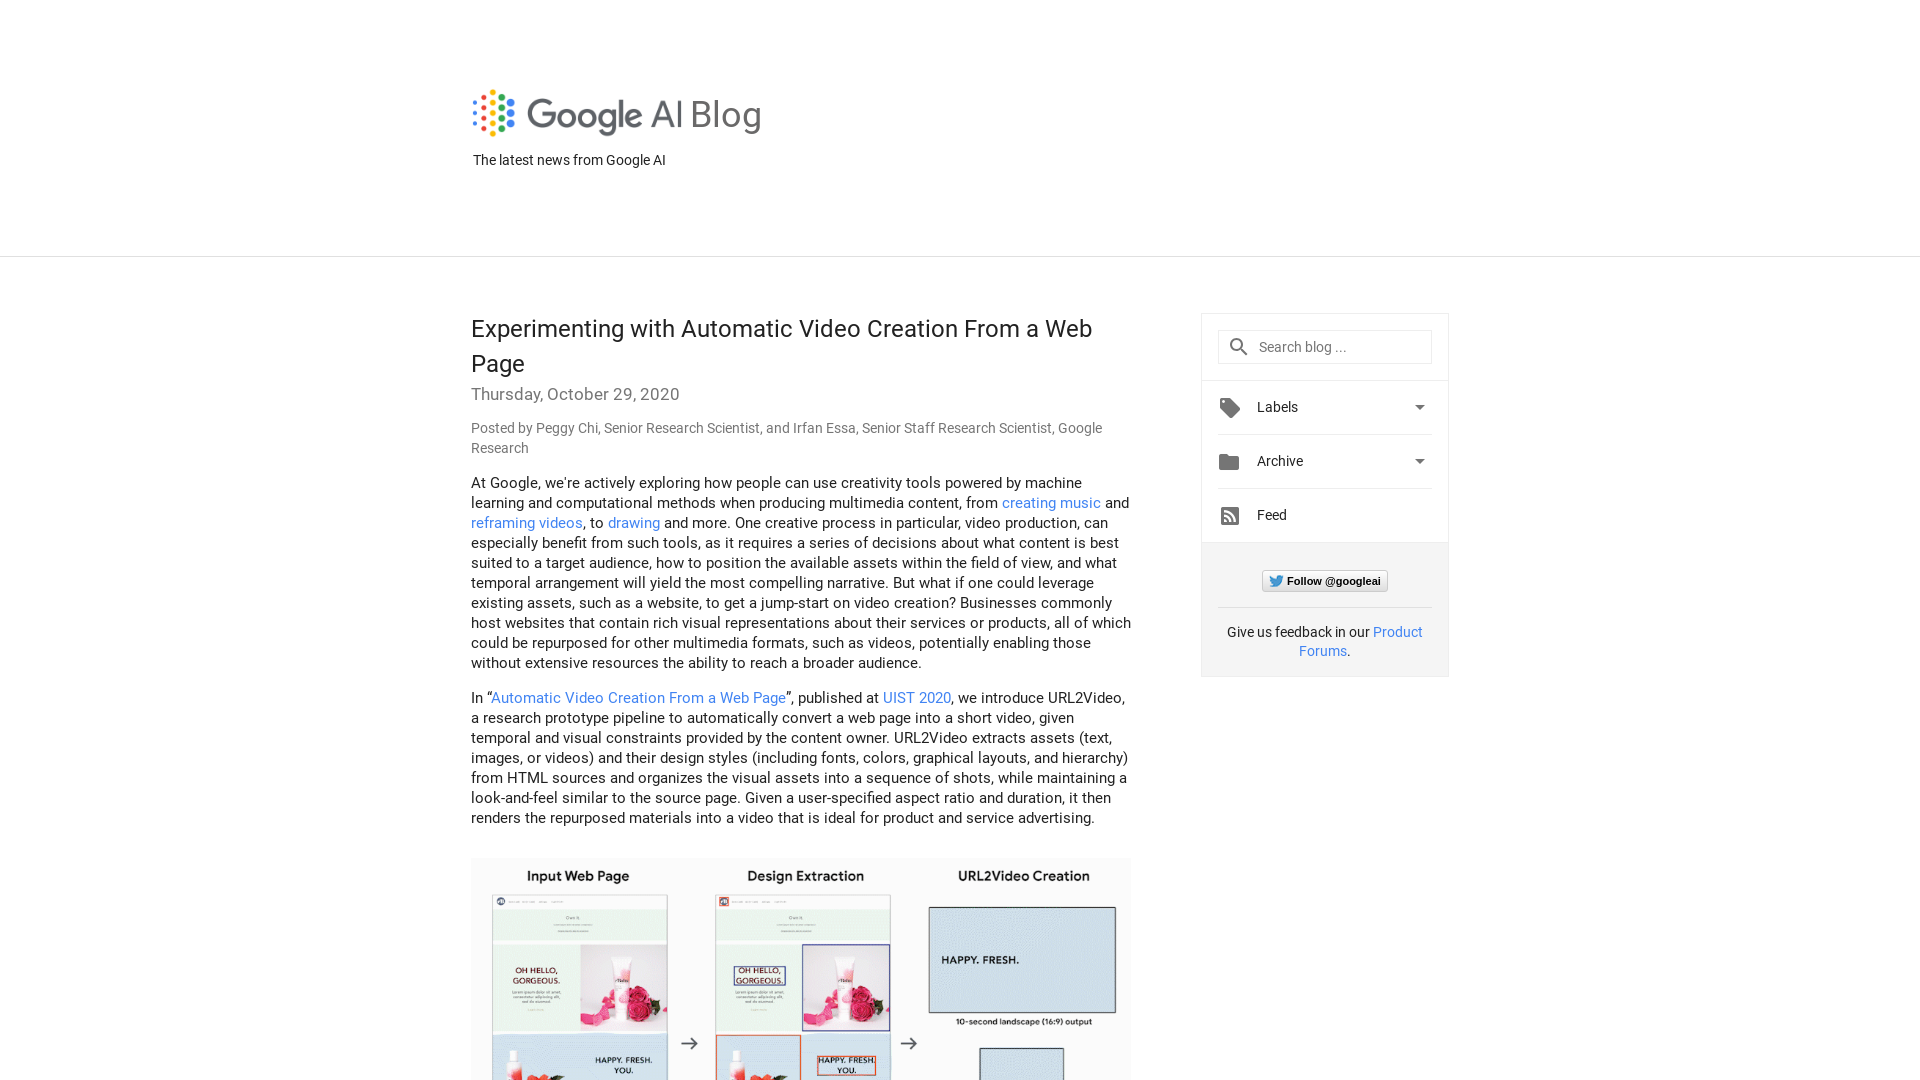 Google AI Blog
The latest news from Google AI
Experimenting with Automatic Video Creation From a Web
Page
Thursday, October 29, 2020
Posted by Peggy Chi, Senior Research Scientist, and Irfan Essa, Senior Staff Research Scientist, Google
Research
At Google, we're actively exploring how people can use creativity tools powered by machine
learning and computational methods when producing multimedia content, from creating music and
reframing videos, to drawing and more. One creative process in particular, video production, can
especially benefit from such tools, as it requires a series of decisions about what content is best
suited to a target audience, how to position the available assets within the field of view, and what
temporal arrangement will yield the most compelling narrative. But what if one could leverage
existing assets, such as a website, to get a jump-start on video creation? Businesses commonly
host websites that contain rich visual representations about their services or products, all of which
could be repurposed for other multimedia formats, such as videos, potentially enabling those
without extensive resources the ability to reach a broader audience.
In “Automatic Video Creation From a Web Page”, published at UIST 2020, we introduce URL2Video,
a research prototype pipeline to automatically convert a web page into a short video, given
temporal and visual constraints provided by the content owner. URL2Video extracts assets (text,
images, or videos) and their design styles (including fonts, colors, graphical layouts, and hierarchy)
from HTML sources and organizes the visual assets into a sequence of shots, while maintaining a
look-and-feel similar to the source page. Given a user-specified aspect ratio and duration, it then
renders the repurposed materials into a video that is ideal for product and service advertising.
Input Web Page
OH HELLO,
GORGEOUS.
HAPPY. FRESH.
YOU.
Design Extraction
OH HELLO,
GORGEOUS.
HAPPY. FRESH.
YOU.
URL2Video Creation
HAPPY. FRESH.
10-second landscape (16:9) output
Search blog ...
Labels
Archive
Feed
Follow @googleai
Give us feedback in our Product
Forums.